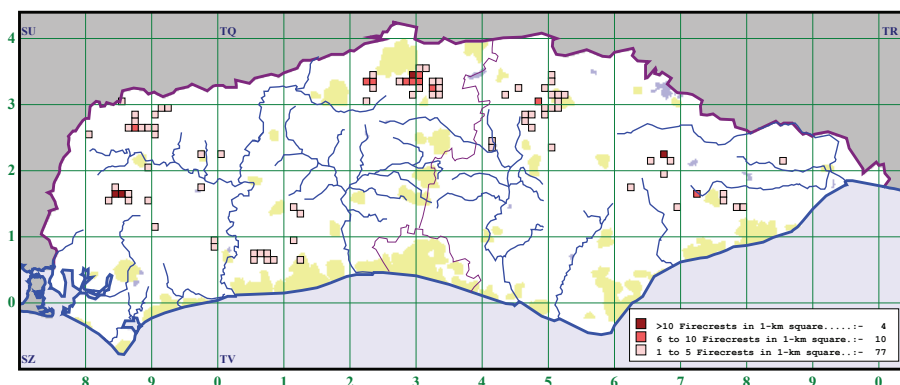 SU TQ TR
4
3
2
1
0
SZ TV
>10 Firecrests in 1-km square.....:- 4
6 to 10 Firecrests in 1-km square.:- 10
1 to 5 Firecrests in 1-km square..:- 77
8 9 0 1 2 3 4 5 6 7 8 9 0